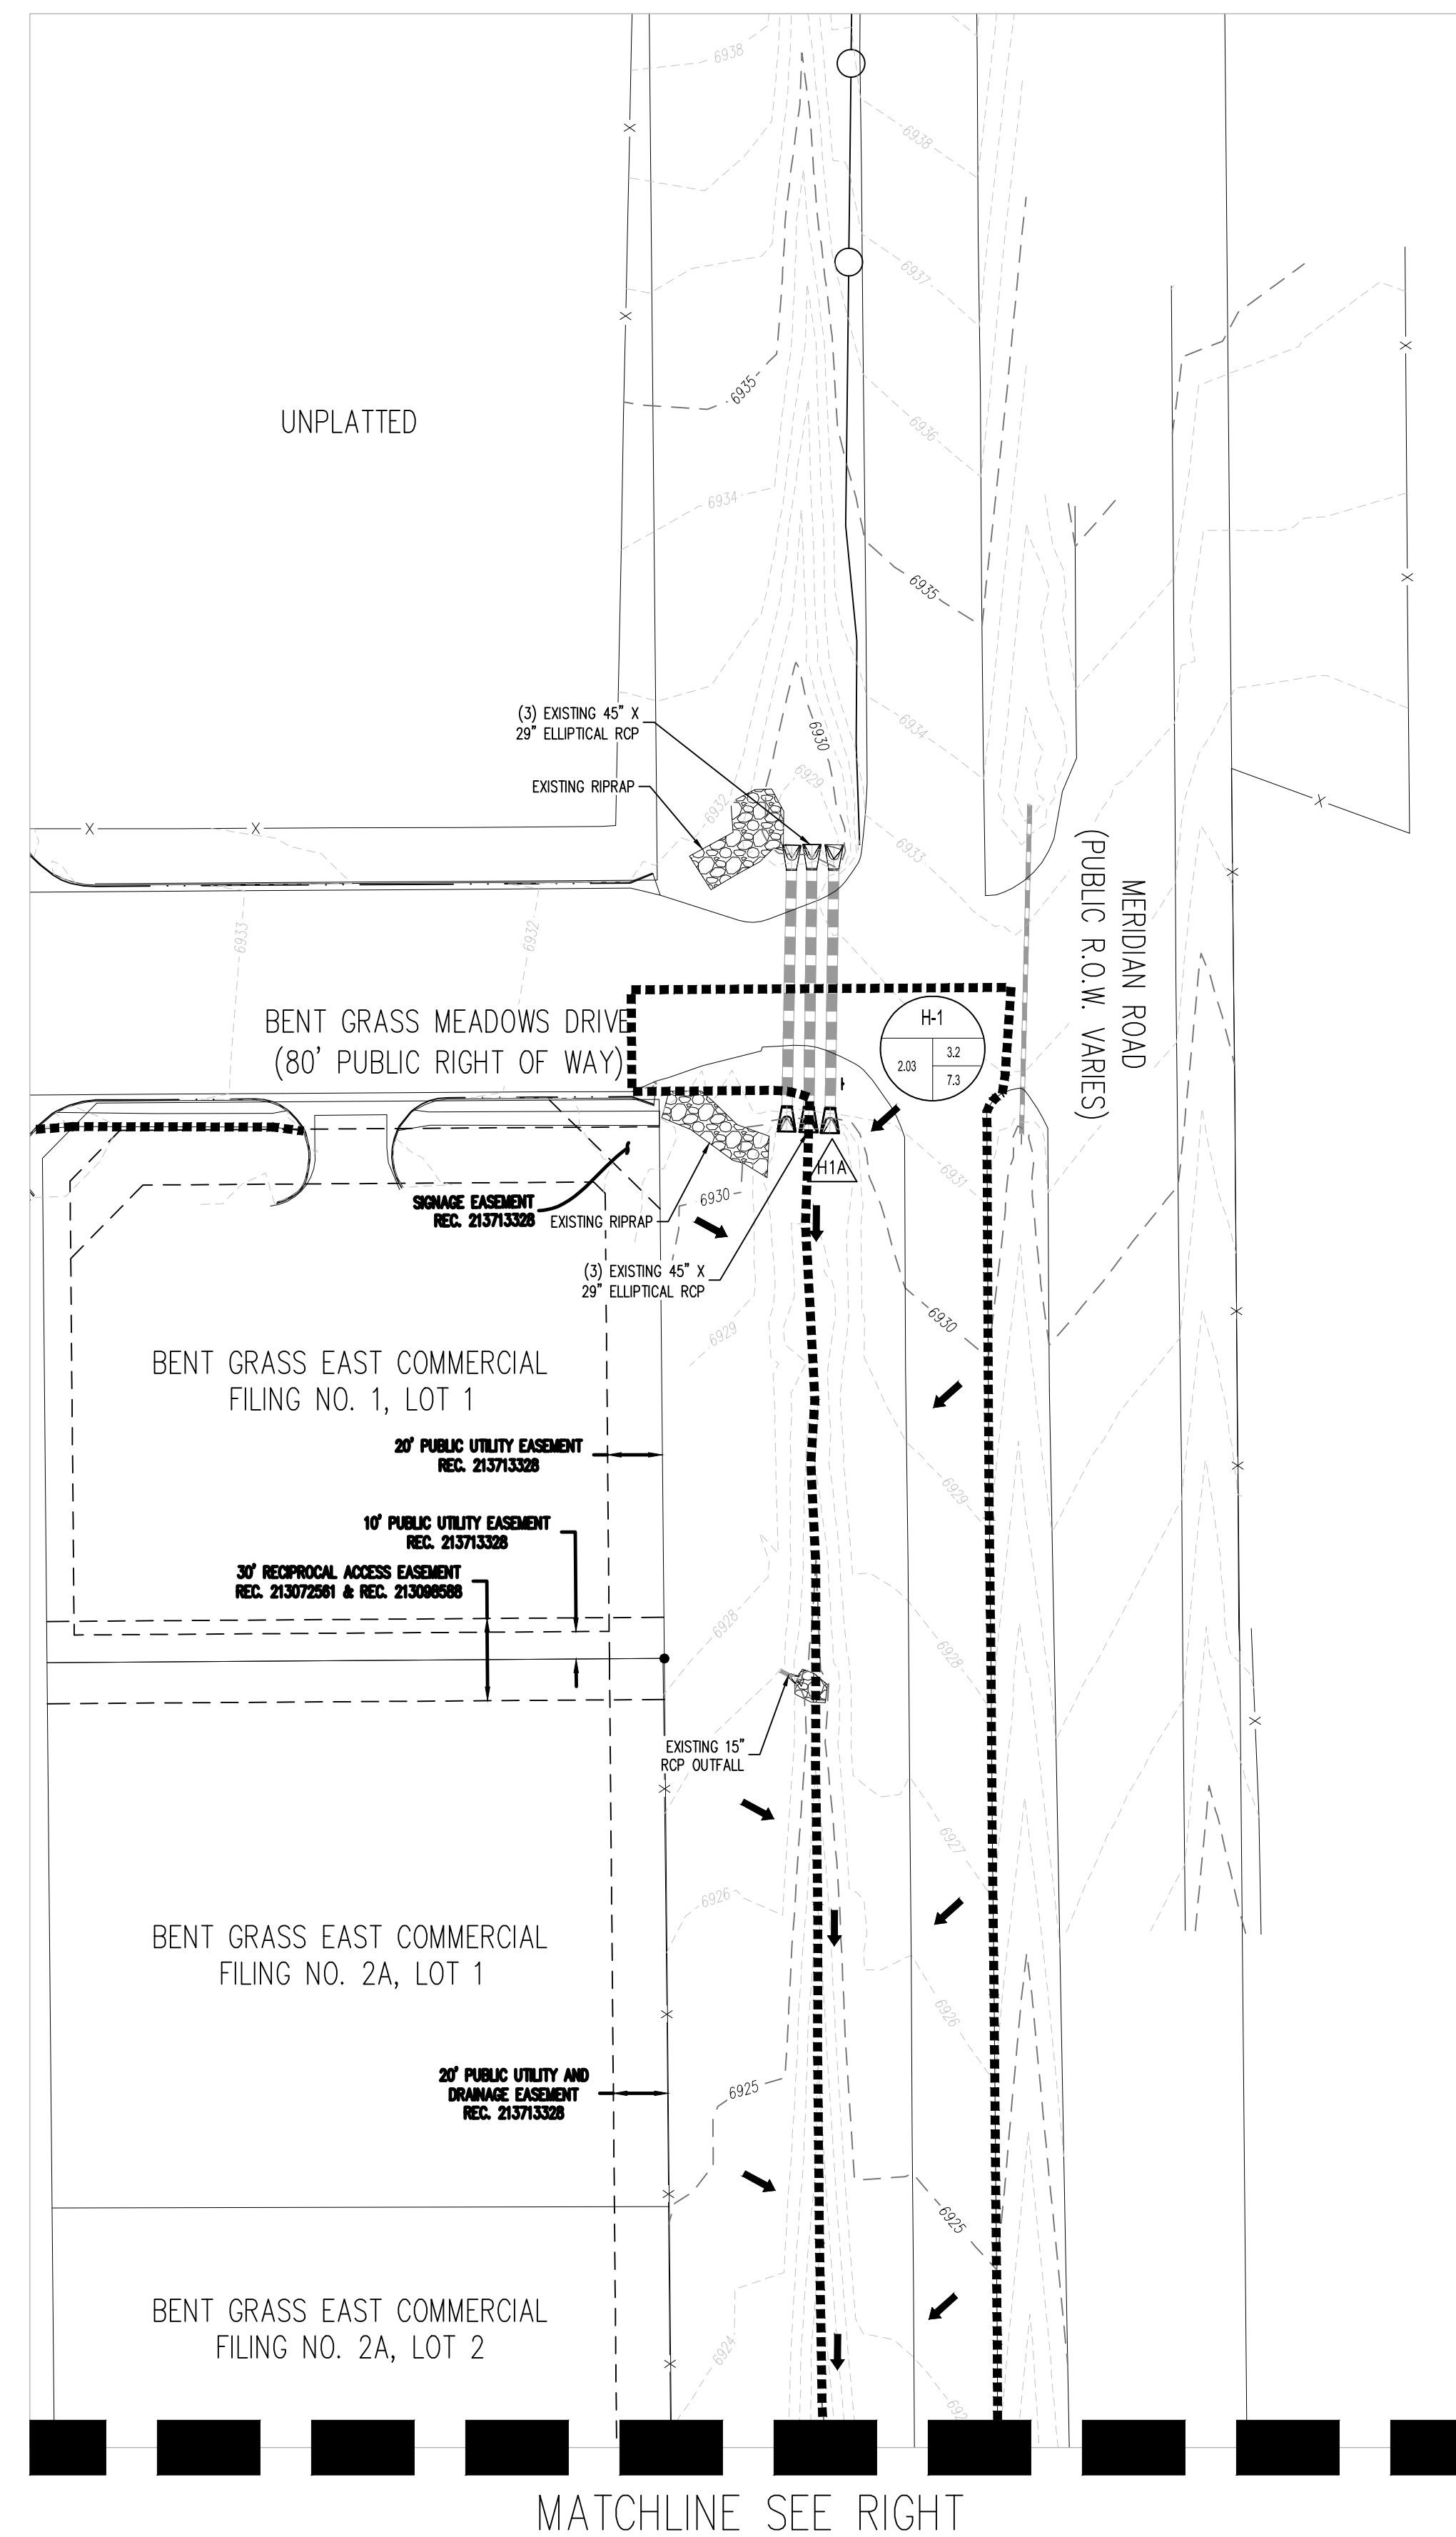 6938
6938
6937
6935
UNPLATTED
6936
6934
6935
(3) EXISTING 45" X
29" ELLIPTICAL RCP
6930
6934
6929
EXISTING RIPRAP
6932
6933
MERIDIAN ROAD
(PUBLIC R.O.W. VARIES)
6933
6932
BENT GRASS MEADOWS DRIVE
(80' PUBLIC RIGHT OF WAY)
H-1
2.03
3.2
7.3
H1A
6931
6930
SIGNAGE EASEMENT
REC. 213713328
EXISTING RIPRAP
(3) EXISTING 45" X
29" ELLIPTICAL RCP
6930
6929
BENT GRASS EAST COMMERCIAL
FILING NO. 1, LOT 1
20' PUBLIC UTILITY EASEMENT
REC. 213713328
6929
10' PUBLIC UTILITY EASEMENT
REC. 213713328
30' RECIPROCAL ACCESS EASEMENT
REC. 213072561 & REC. 213098588
6928
6928
EXISTING 15"
RCP OUTFALL
6927
6926
BENT GRASS EAST COMMERCIAL
FILING NO. 2A, LOT 1
6926
20' PUBLIC UTILITY AND
DRAINAGE EASEMENT
REC. 213713328
6925
6925
BENT GRASS EAST COMMERCIAL
FILING NO. 2A, LOT 2
6924
MATCHLINE SEE RIGHT